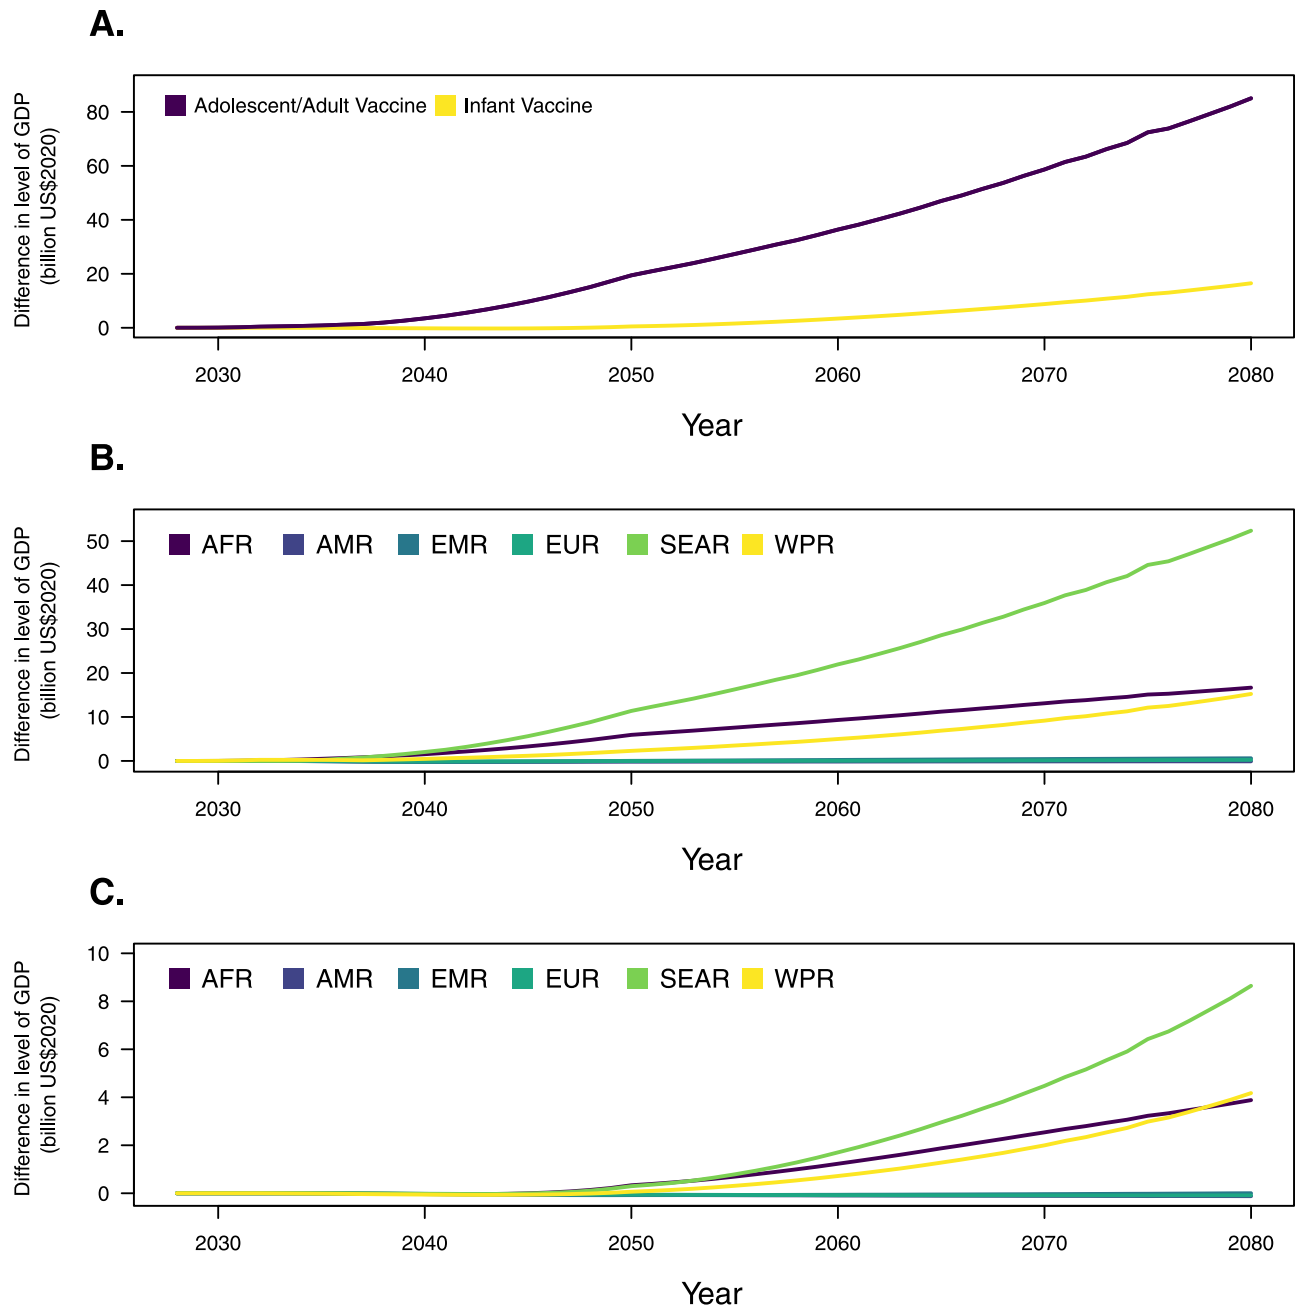 A.
Difference in level of GDP
(billion US$2020)
Adolescent/Adult Vaccine Infant Vaccine
80
60
40
20
0
2030 2040 2050 2060 2070 2080
Year
B.
Difference in level of GDP
(billion US$2020)
AFR AMR EMR EUR SEAR WPR
50
40
30
20
10
0
2030 2040 2050 2060 2070 2080
Year
C.
Difference in level of GDP
(billion US$2020)
AFR AMR EMR EUR SEAR WPR
10
8
6
4
2
0
2030 2040 2050 2060 2070 2080
Year